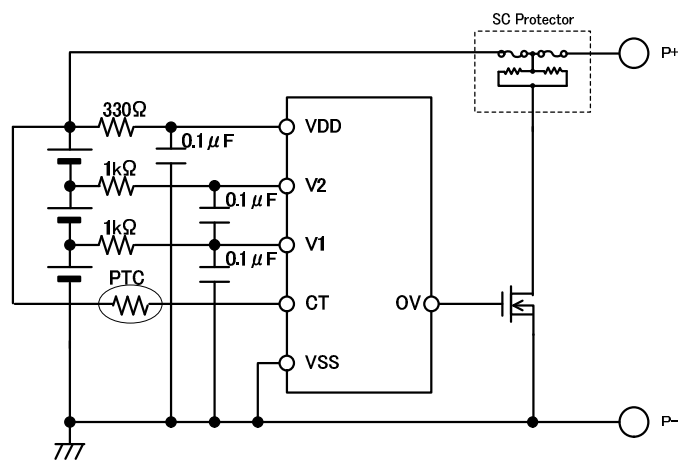 SC Protector
P+
330Ω
VDD
0.1μF
1kΩ
V2
0.1μF
1kΩ
V1
0.1μF
PTC
CT
OV
VSS
P−